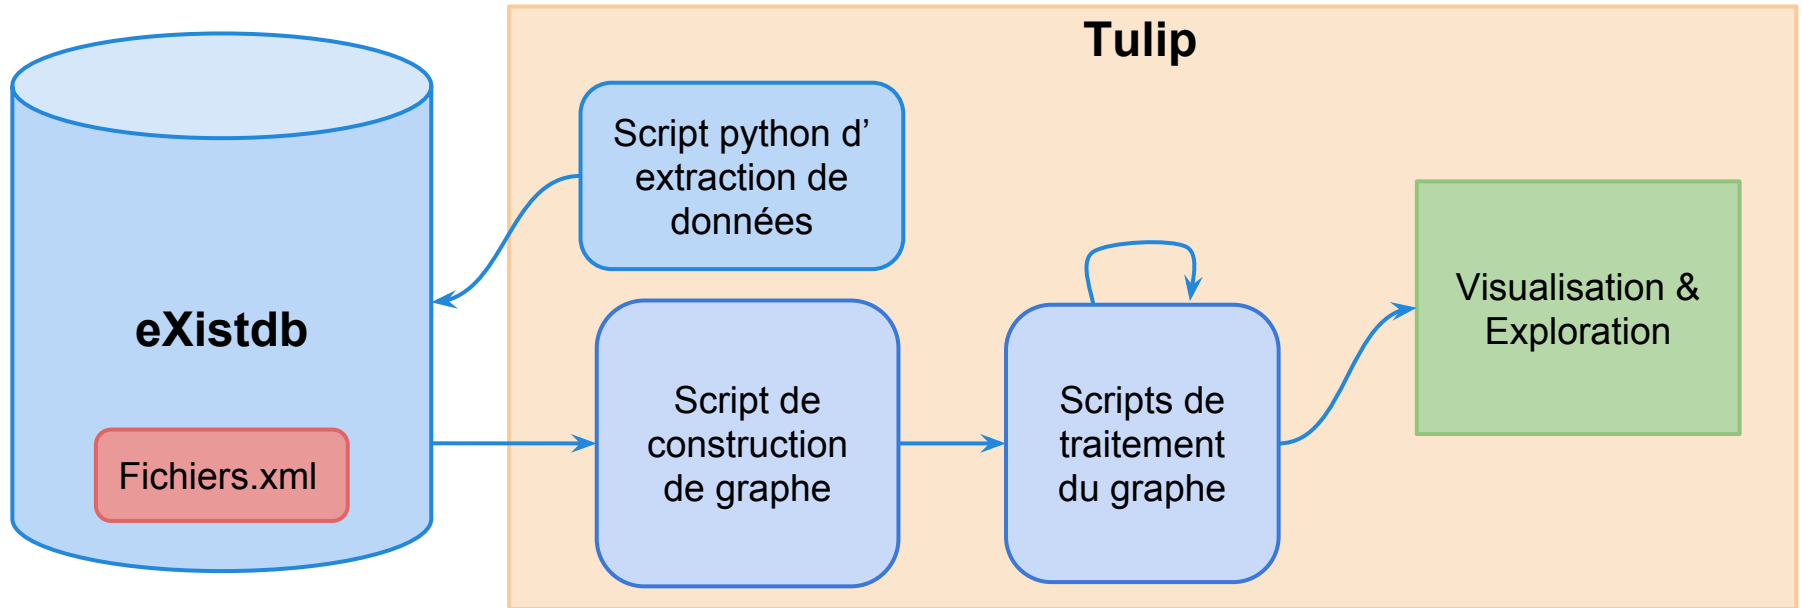 Tulip
Script python d’
extraction de
données
eXistdb
Fichiers.xml
Script de
construction
de graphe
Scripts de
traitement
du graphe
Visualisation &
Exploration